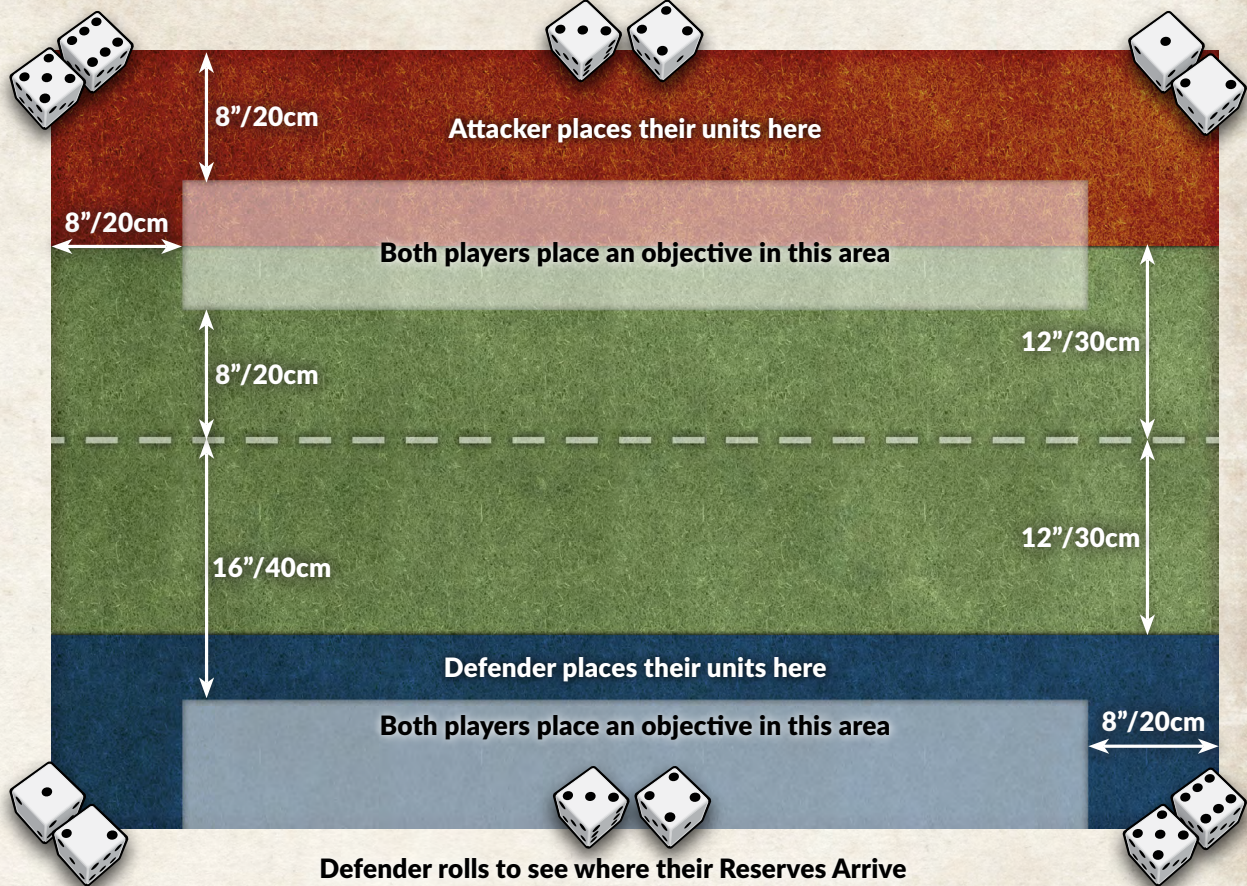 8”/20cm
Attacker places their units here
8”/20cm
Both players place an objective in this area
12”/30cm
8”/20cm
12”/30cm
16”/40cm
Defender places their units here
Both players place an objective in this area
8”/20cm
Defender rolls to see where their Reserves Arrive